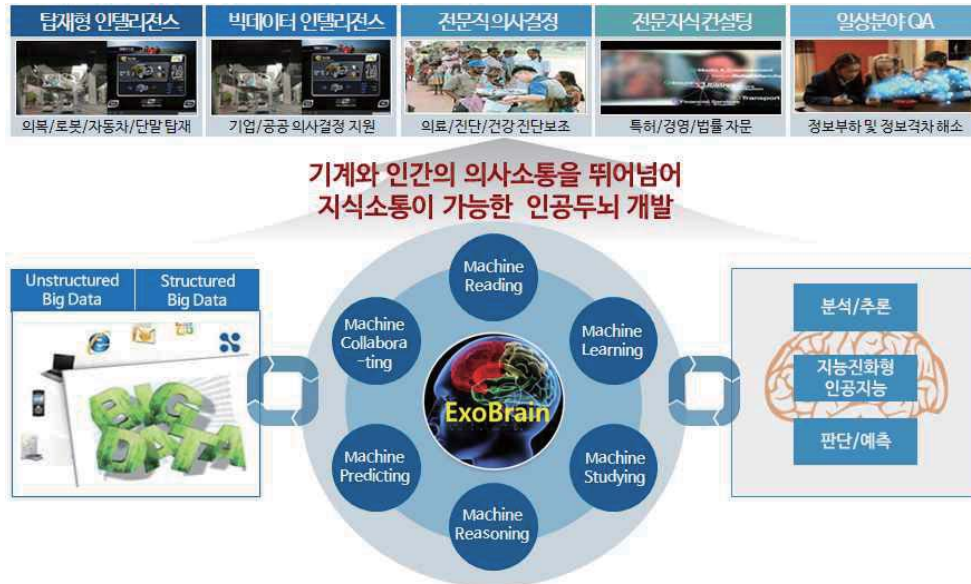 탑재형 인텔리전스
빅데이터 인텔리전스
전문직 의사결정
전문지식 컨설팅
일상분야 QA
의복/로봇/자동차/단말 탑재
기업/공공 의사결정 지원
의료/진단/건강 진단보조
특허/경영/법률 자문
정보부하 및 정보격차 해소
기계와 인간의 의사소통을 뛰어넘어
지식소통이 가능한 인공두뇌 개발
Unstructured
Big Data
Structured
Big Data
BIG
DATA
Machine
Reading
Machine
Learning
Machine
Studying
Machine
Reasoning
Machine
Predicting
Machine
Collabora
-ting
ExoBrain
분석/추론
지능진화형
인공지능
판단/예측